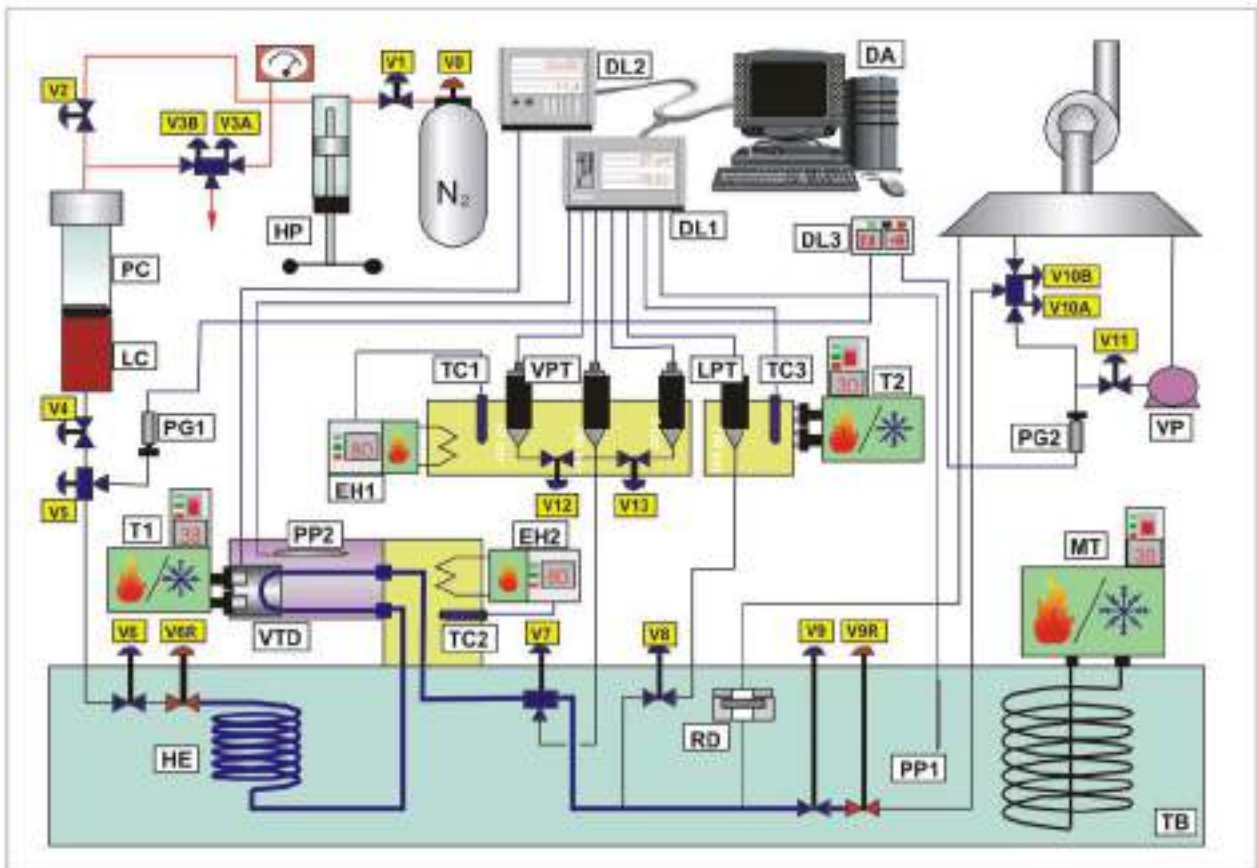 V2
V3B
V3A
V1
V0
DL2
DA
N2
HP
DL1
DL3
PC
LC
V10B
V10A
V11
V4
PG1
TC1
VPT
LPT
TC3
T2
30
PG2
VP
V5
80
EH1
V12
V13
T1
PP2
EH2
MT
30
VTD
TC2
V6
V6R
V7
V8
V9
V9R
HE
RD
PP1
TB